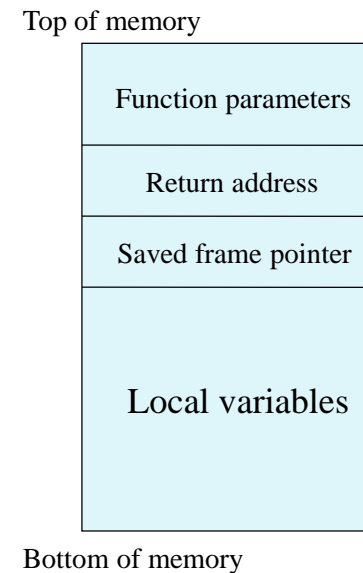 Top of memory
Function parameters
Return address
Saved frame pointer
Local variables
Bottom of memory